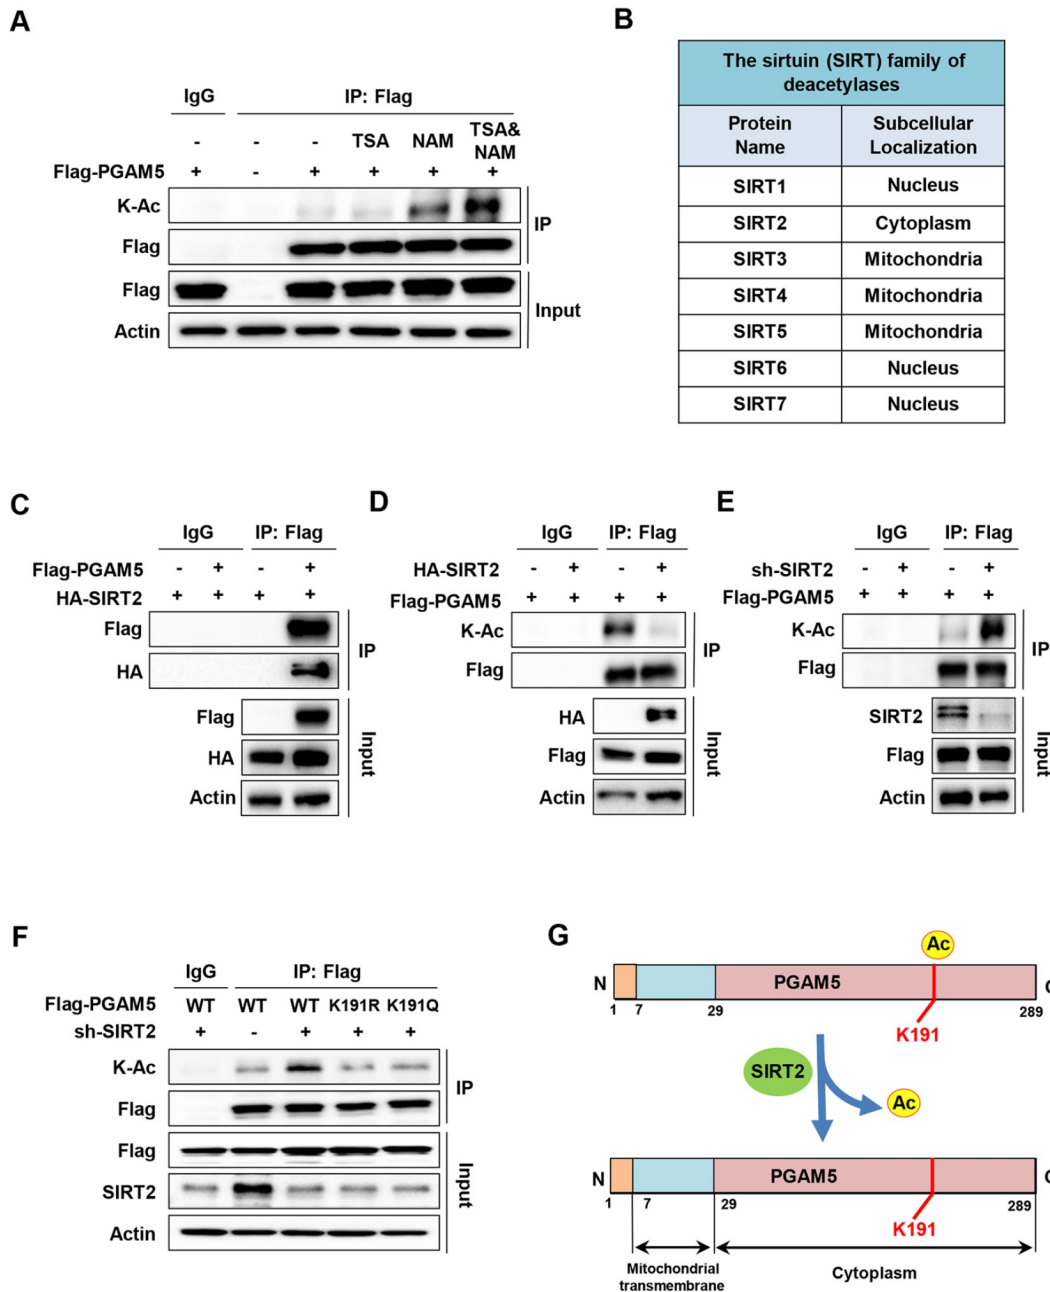 A
IgG IP: Flag
- - - TSA NAM TSA&
NAM
Flag-PGAM5 + - + + + +
K-Ac
Flag
IP
Flag
Actin
Input
B
The sirtuin (SIRT) family of
deacetylases
Protein Subcellular
Name Localization
SIRT1 Nucleus
SIRT2 Cytoplasm
SIRT3 Mitochondria
SIRT4 Mitochondria
SIRT5 Mitochondria
SIRT6 Nucleus
SIRT7 Nucleus
C
IgG IP: Flag
Flag-PGAM5 - + - +
HA-SIRT2 + + + +
Flag
HA
IP
Flag
HA
Actin
Input
D
IgG IP: Flag
HA-SIRT2 - + - +
Flag-PGAM5 + + + +
K-Ac
Flag
IP
HA
Flag
Actin
Input
E
IgG IP: Flag
sh-SIRT2 - + - +
Flag-PGAM5 + + + +
K-Ac
Flag
IP
SIRT2
Flag
Actin
Input
F
IgG IP: Flag
Flag-PGAM5 WT WT WT K191R K191Q
sh-SIRT2 + - + + +
K-Ac
Flag
IP
Flag
SIRT2
Actin
Input
G
Ac
N PGAM5
1 7 29 289
K191
SIRT2
Ac
N PGAM5
1 7 29 289
K191
Mitochondrial
transmembrane
Cytoplasm